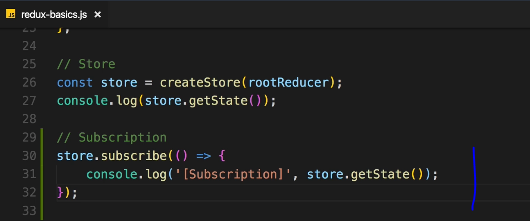 JS redux-basics.js ×
23 };
24
25 // Store
26 const store = createStore(rootReducer);
27 console.log(store.getState());
28
29 // Subscription
30 store.subscribe(() => {
31     console.log('[Subscription]', store.getState());
32 });
33